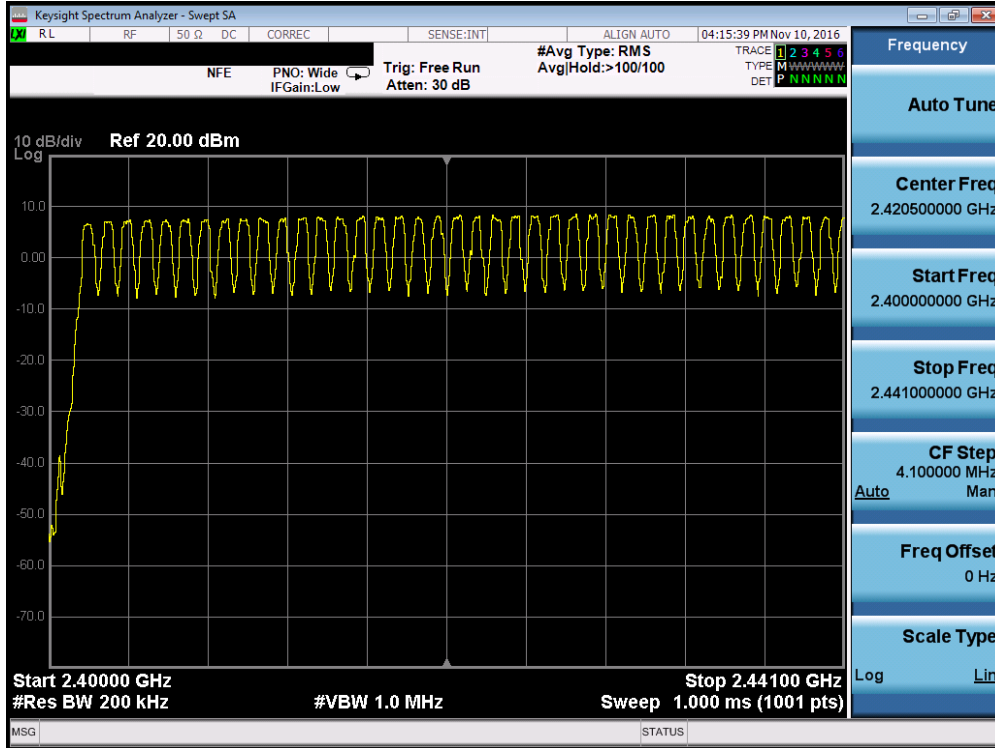 Keysight Spectrum Analyzer - Swept SA
LXI RL RF 50 Ω DC CORREC SENSE:INT ALIGN AUTO 04:15:39 PM Nov 10, 2016
NFE PNO: Wide Trig: Free Run #Avg Type: RMS TRACE 1 2 3 4 5 6
IFGain:Low Atten: 30 dB Avg|Hold:>100/100 TYPE M WWWWW
DET P N N N N N
10 dB/div Ref 20.00 dBm
Log
10.0
0.00
-10.0
-20.0
-30.0
-40.0
-50.0
-60.0
-70.0
Start 2.40000 GHz Stop 2.44100 GHz
#Res BW 200 kHz #VBW 1.0 MHz Sweep 1.000 ms (1001 pts)
MSG STATUS
Frequency
Auto Tune
Center Freq
2.420500000 GHz
Start Freq
2.400000000 GHz
Stop Freq
2.441000000 GHz
CF Step
4.100000 MHz
Auto Man
Freq Offset
0 Hz
Scale Type
Log Lin